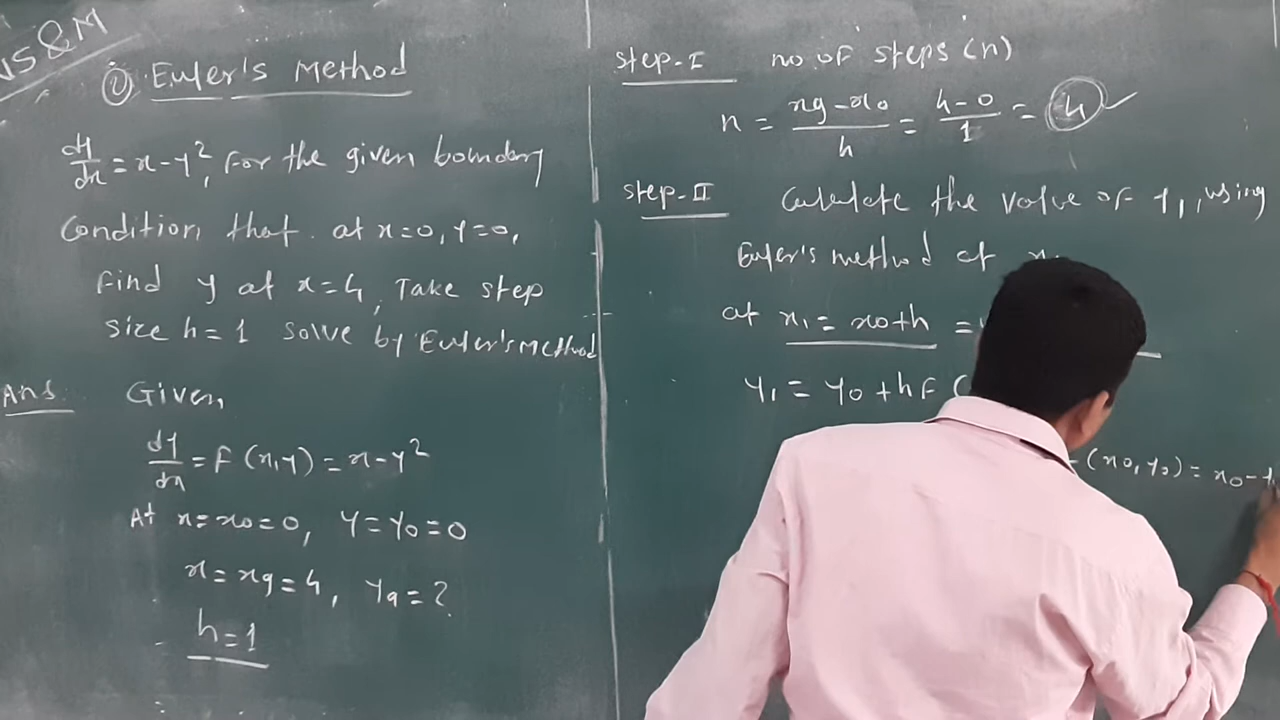 NS&M
① Euler's Method
dy/dx = x - y², For the given boundary
Condition, that at x=0, y=0,
Find y at x=4, Take step
size h=1 solve by Euler's Method
Ans. Given,
dy/dx = F(x,y) = x-y²
At x=x0=0, y=y0=0
x=xg=4, yg=?
h=1
step-I no. of steps (n)
n = xg-x0/h = 4-0/1 = 4 ✓
step-II Calculate the value of y1, using
Euler's method at
at x1 = x0+h =
y1 = y0 + hF (
(x0, y0) = x0 -